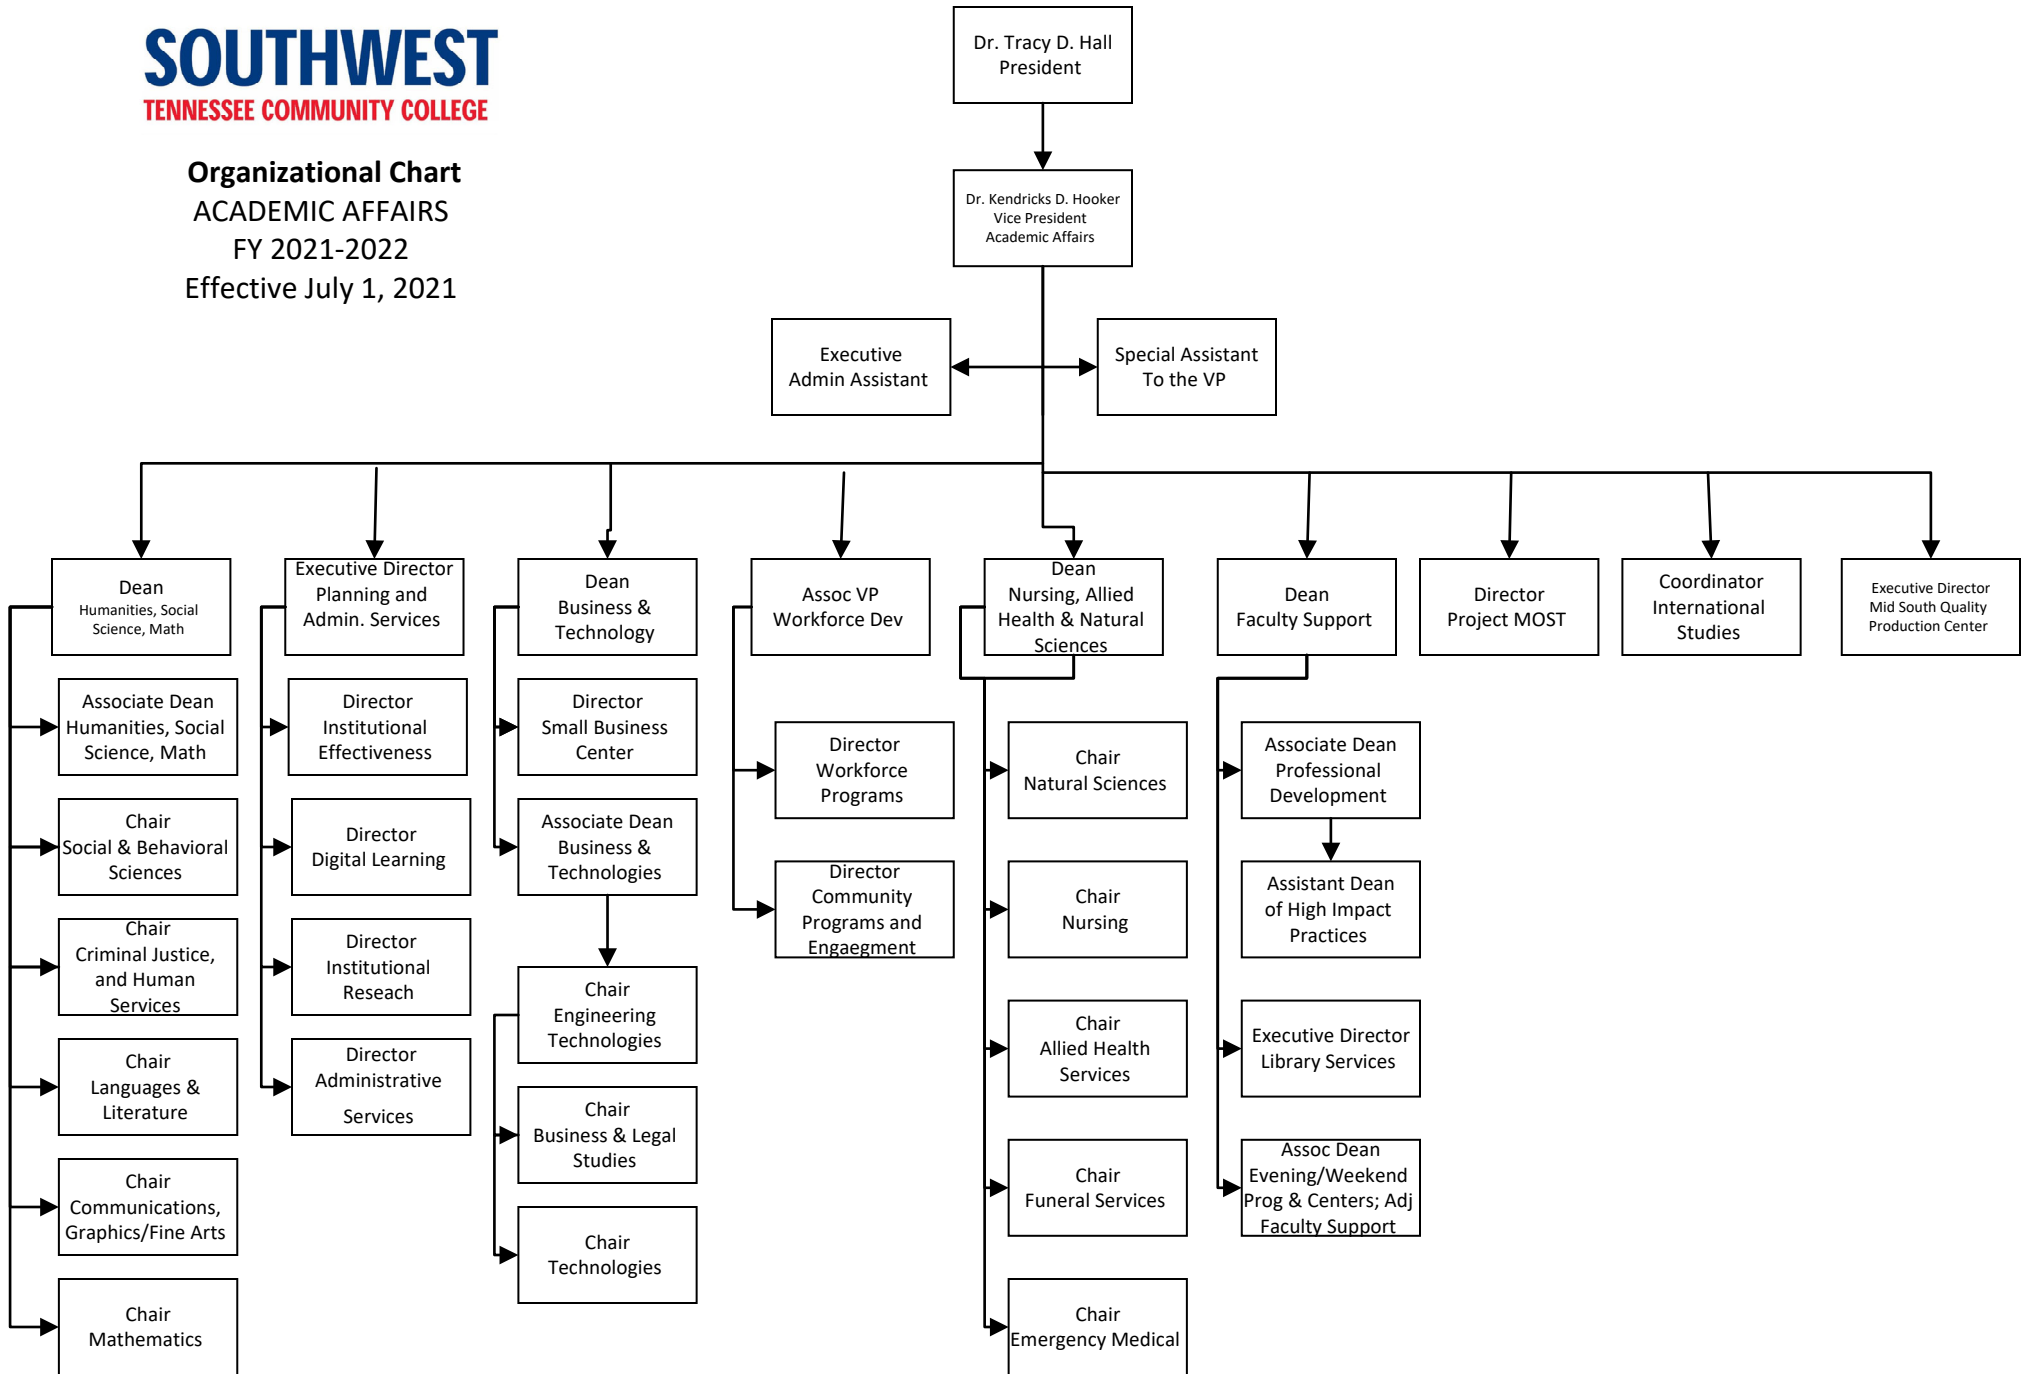 SOUTHWEST
TENNESSEE COMMUNITY COLLEGE
Organizational Chart
ACADEMIC AFFAIRS
FY 2021-2022
Effective July 1, 2021
Dr. Tracy D. Hall
President
Dr. Kendricks D. Hooker
Vice President
Academic Affairs
Executive
Admin Assistant
Special Assistant
To the VP
Dean
Humanities, Social
Science, Math
Executive Director
Planning and
Admin. Services
Dean
Business &
Technology
Assoc VP
Workforce Dev
Dean
Nursing, Allied
Health & Natural
Sciences
Dean
Faculty Support
Director
Project MOST
Coordinator
International
Studies
Executive Director
Mid South Quality
Production Center
Associate Dean
Humanities, Social
Science, Math
Chair
Social & Behavioral
Sciences
Chair
Criminal Justice,
and Human
Services
Chair
Languages &
Literature
Chair
Communications,
Graphics/Fine Arts
Chair
Mathematics
Director
Institutional
Effectiveness
Director
Digital Learning
Director
Institutional
Reseach
Director
Administrative
Services
Director
Small Business
Center
Associate Dean
Business &
Technologies
Chair
Engineering
Technologies
Chair
Business & Legal
Studies
Chair
Technologies
Director
Workforce
Programs
Director
Community
Programs and
Engaegment
Chair
Natural Sciences
Chair
Nursing
Chair
Allied Health
Services
Chair
Funeral Services
Chair
Emergency Medical
Associate Dean
Professional
Development
Assistant Dean
of High Impact
Practices
Executive Director
Library Services
Assoc Dean
Evening/Weekend
Prog & Centers; Adj
Faculty Support